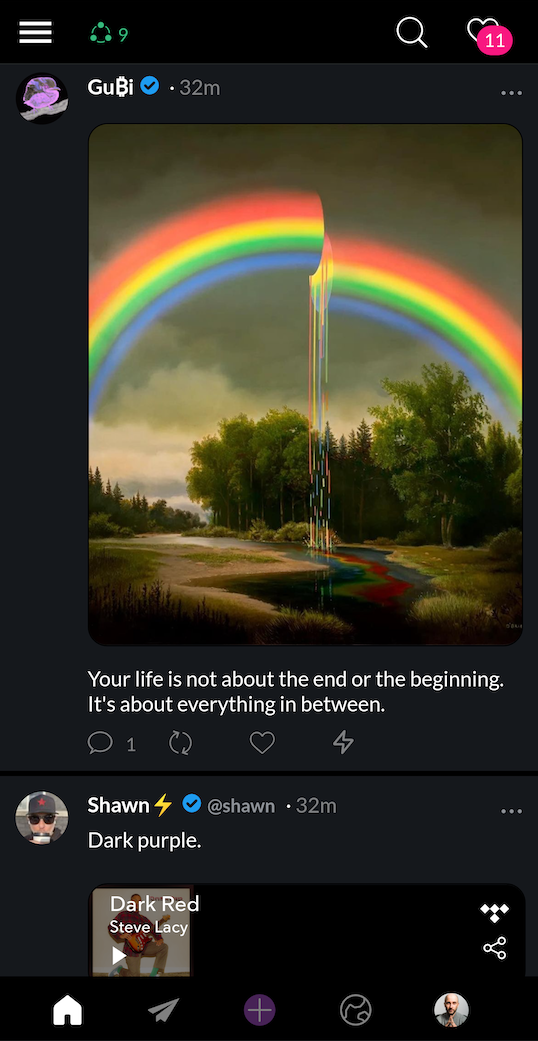 9
11
Gu₿i · 32m
Your life is not about the end or the beginning.
It's about everything in between.
1
Shawn⚡ @shawn · 32m
Dark purple.
Dark Red
Steve Lacy